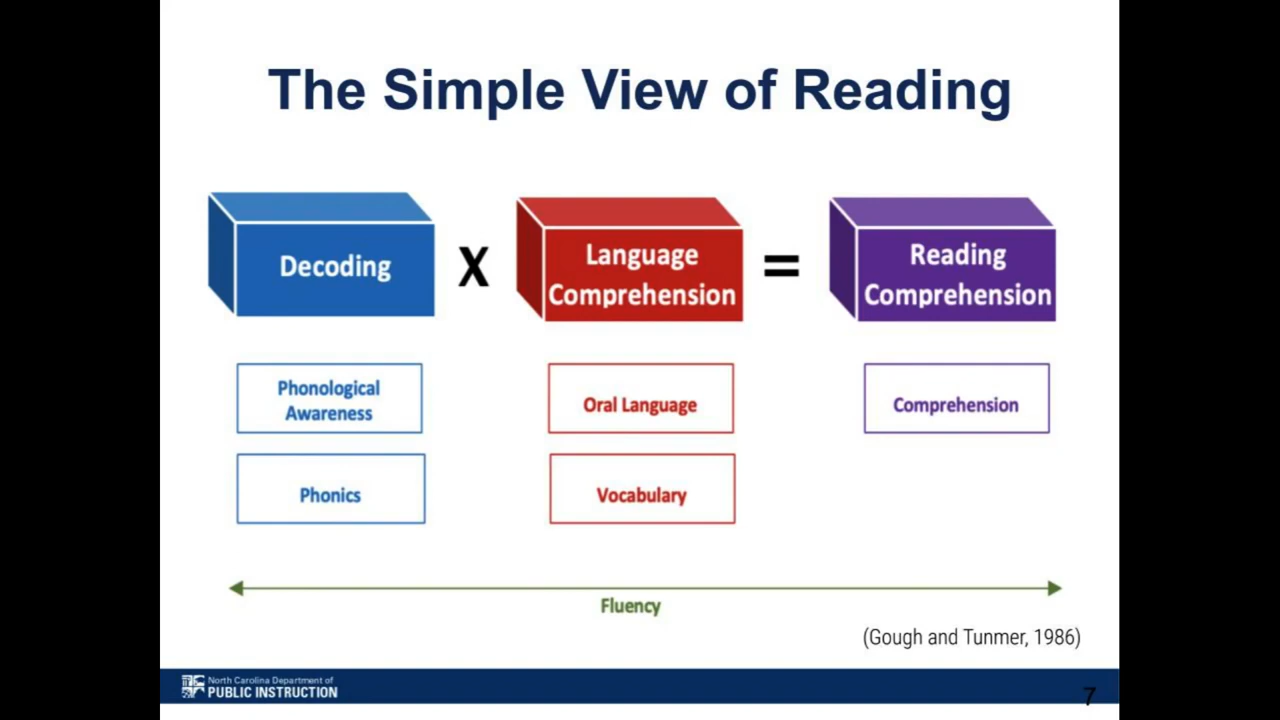 The Simple View of Reading
Decoding
X
Language
Comprehension
=
Reading
Comprehension
Phonological
Awareness
Oral Language
Comprehension
Phonics
Vocabulary
Fluency
(Gough and Tunmer, 1986)
North Carolina Department of
PUBLIC INSTRUCTION
7